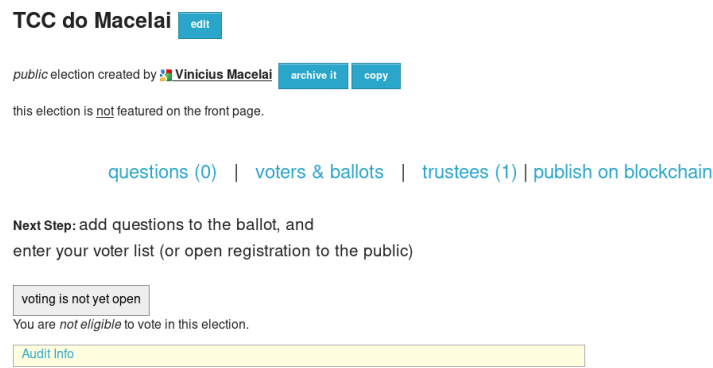 TCC do Macelai edit
public election created by Vinicius Macelai archive it copy
this election is not featured on the front page.
questions (0) | voters & ballots | trustees (1) | publish on blockchain
Next Step: add questions to the ballot, and
enter your voter list (or open registration to the public)
voting is not yet open
You are not eligible to vote in this election.
Audit Info